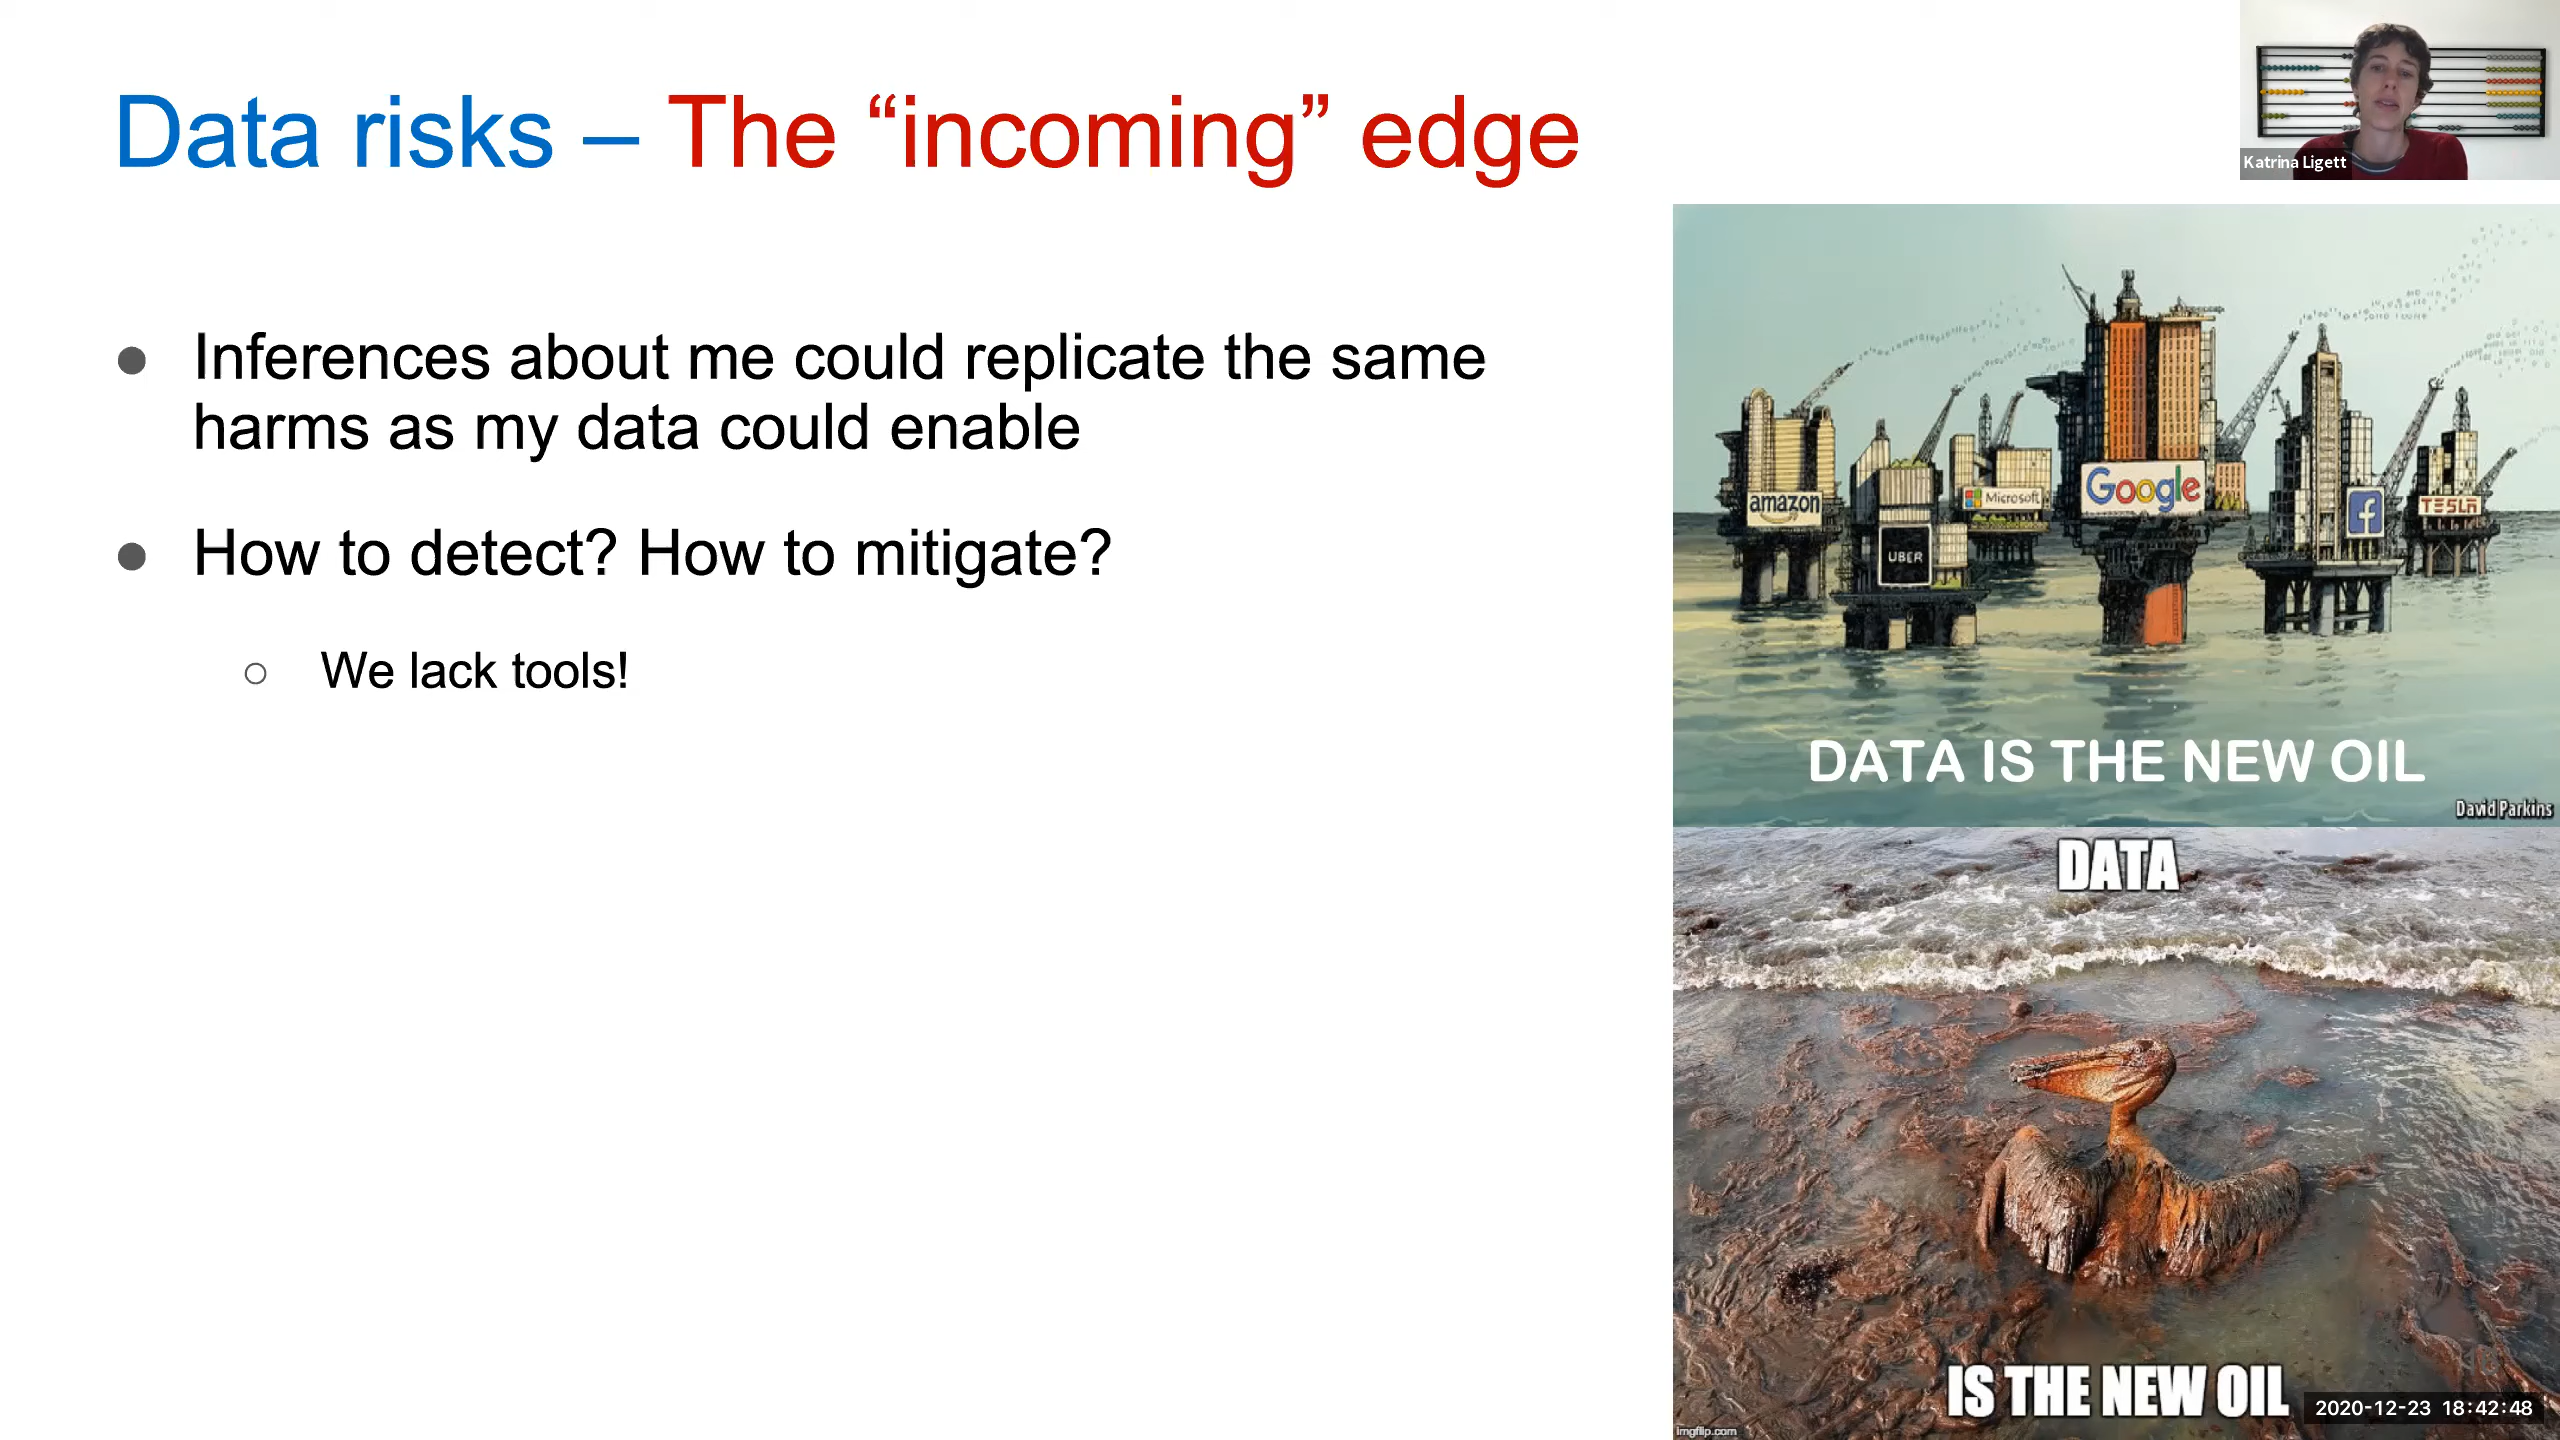 Data risks – The “incoming” edge
Katrina Ligett
● Inferences about me could replicate the same
harms as my data could enable
● How to detect? How to mitigate?
○ We lack tools!
amazon
UBER
Microsoft
Google
TESLA
DATA IS THE NEW OIL
David Parkins
DATA
IS THE NEW OIL
imgflip.com
2020-12-23 18:42:48